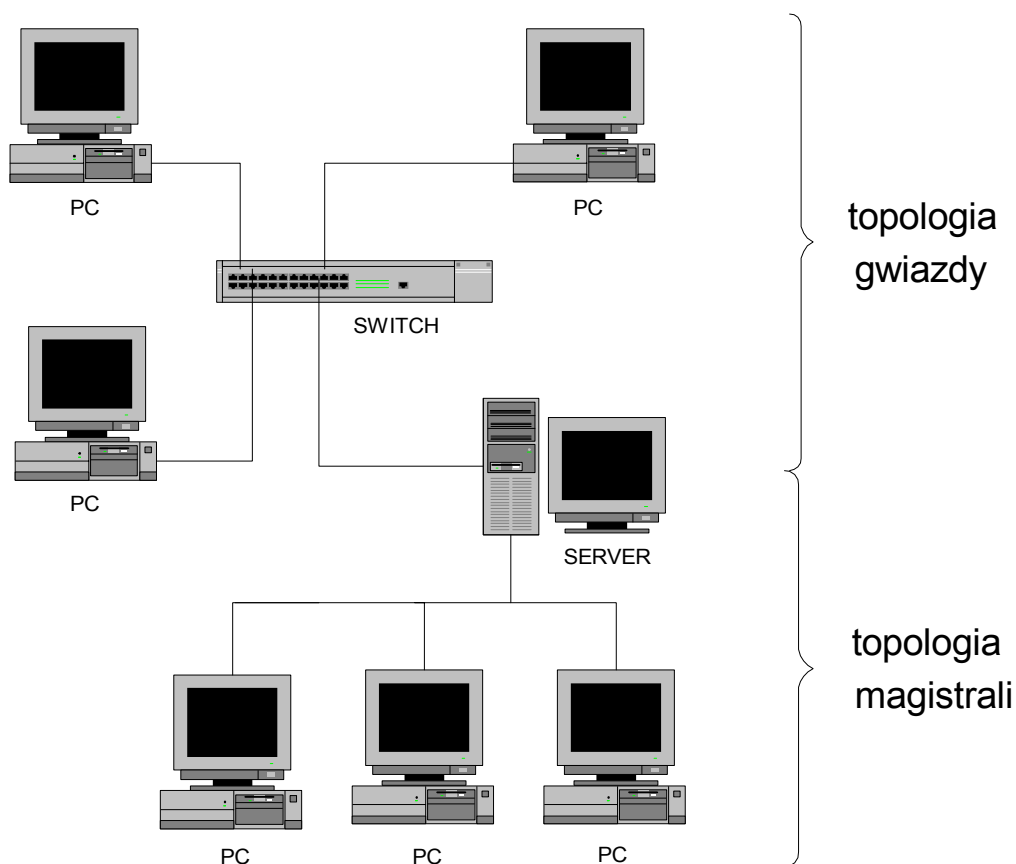 PC
PC
topologia
gwiazdy
SWITCH
PC
SERVER
topologia
magistrali
PC
PC
PC